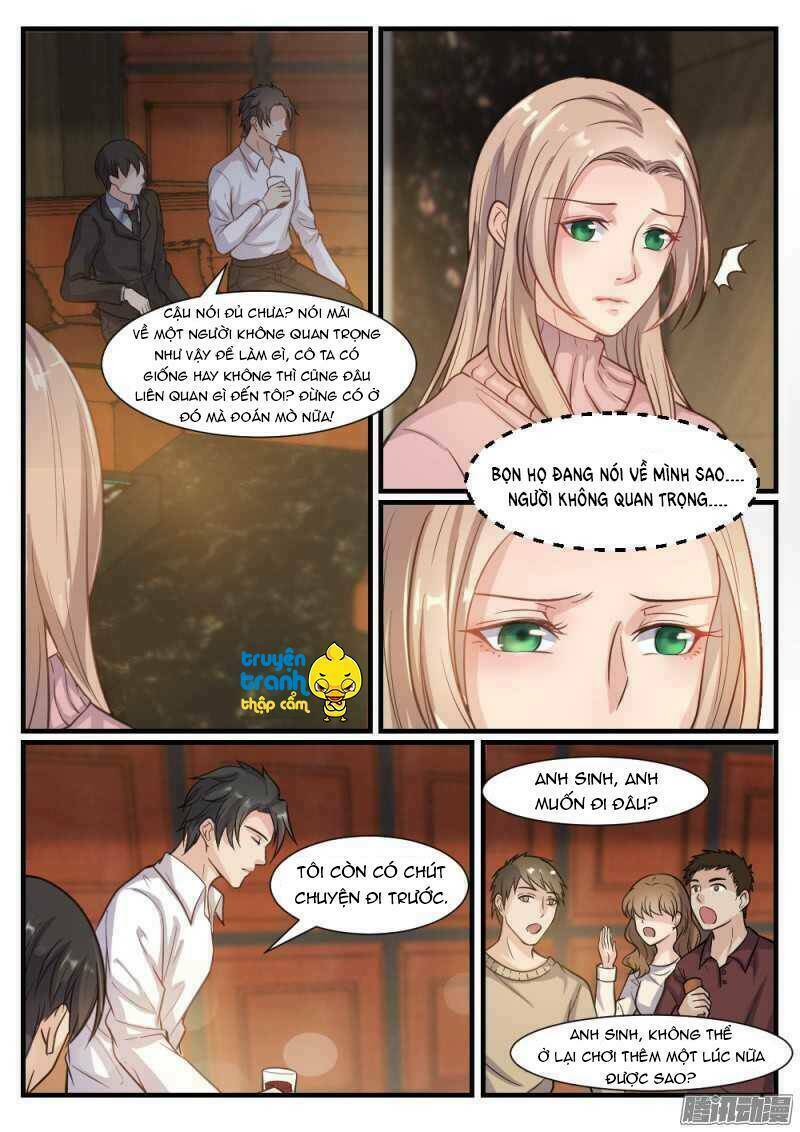 CẬU NÓI ĐỦ CHƯA? NÓI MÃI
VỀ MỘT NGƯỜI KHÔNG QUAN TRỌNG
NHƯ VẬY ĐỂ LÀM GÌ, CÔ TA CÓ
GIỐNG HAY KHÔNG THÌ CŨNG ĐÂU
LIÊN QUAN GÌ ĐẾN TÔI? ĐỪNG CÓ Ở
ĐÓ MÀ ĐOÁN MÒ NỮA!
BỌN HỌ ĐANG NÓI VỀ MÌNH SAO....
NGƯỜI KHÔNG QUAN TRỌNG....
truyện
tranh
thập cẩm
TÔI CÒN CÓ CHÚT
CHUYỆN ĐI TRƯỚC.
ANH SINH, ANH
MUỐN ĐI ĐÂU?
ANH SINH, KHÔNG THỂ
Ở LẠI CHƠI THÊM MỘT LÚC NỮA
ĐƯỢC SAO?
腾讯动漫